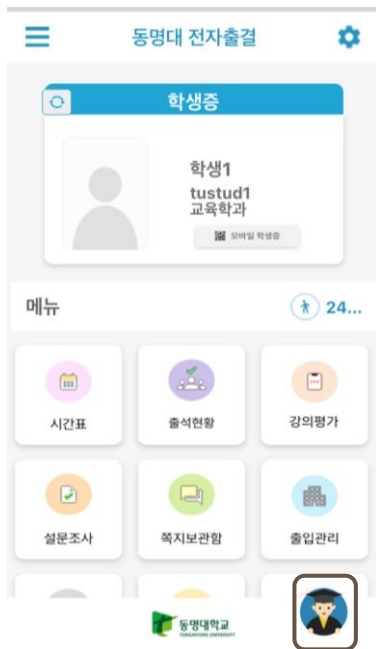 동명대 전자출결
학생증
학생1
tustud1
교육학과
모바일 학생증
메뉴
24...
시간표
출석현황
강의평가
설문조사
쪽지보관함
출입관리
동명대학교
TONGMYONG UNIVERSITY